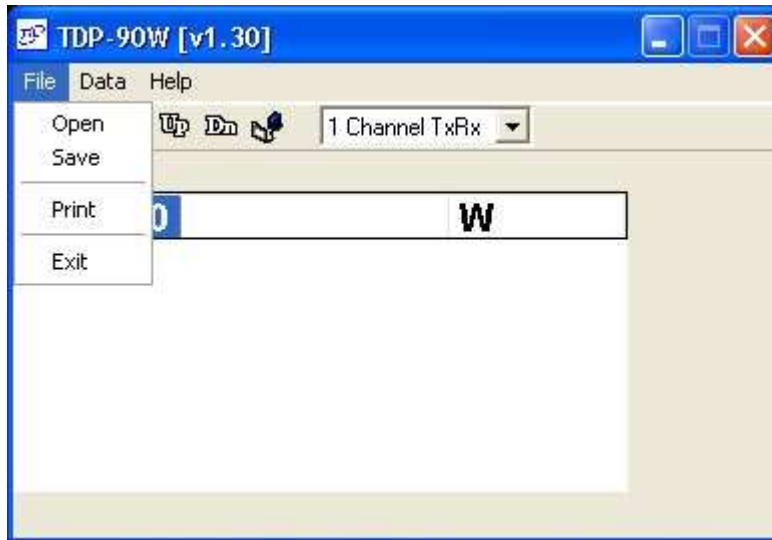 TDP-90W [v1.30]
File Data Help
Open
Up Dn 1 Channel TxRx
Save
Print
0 W
Exit